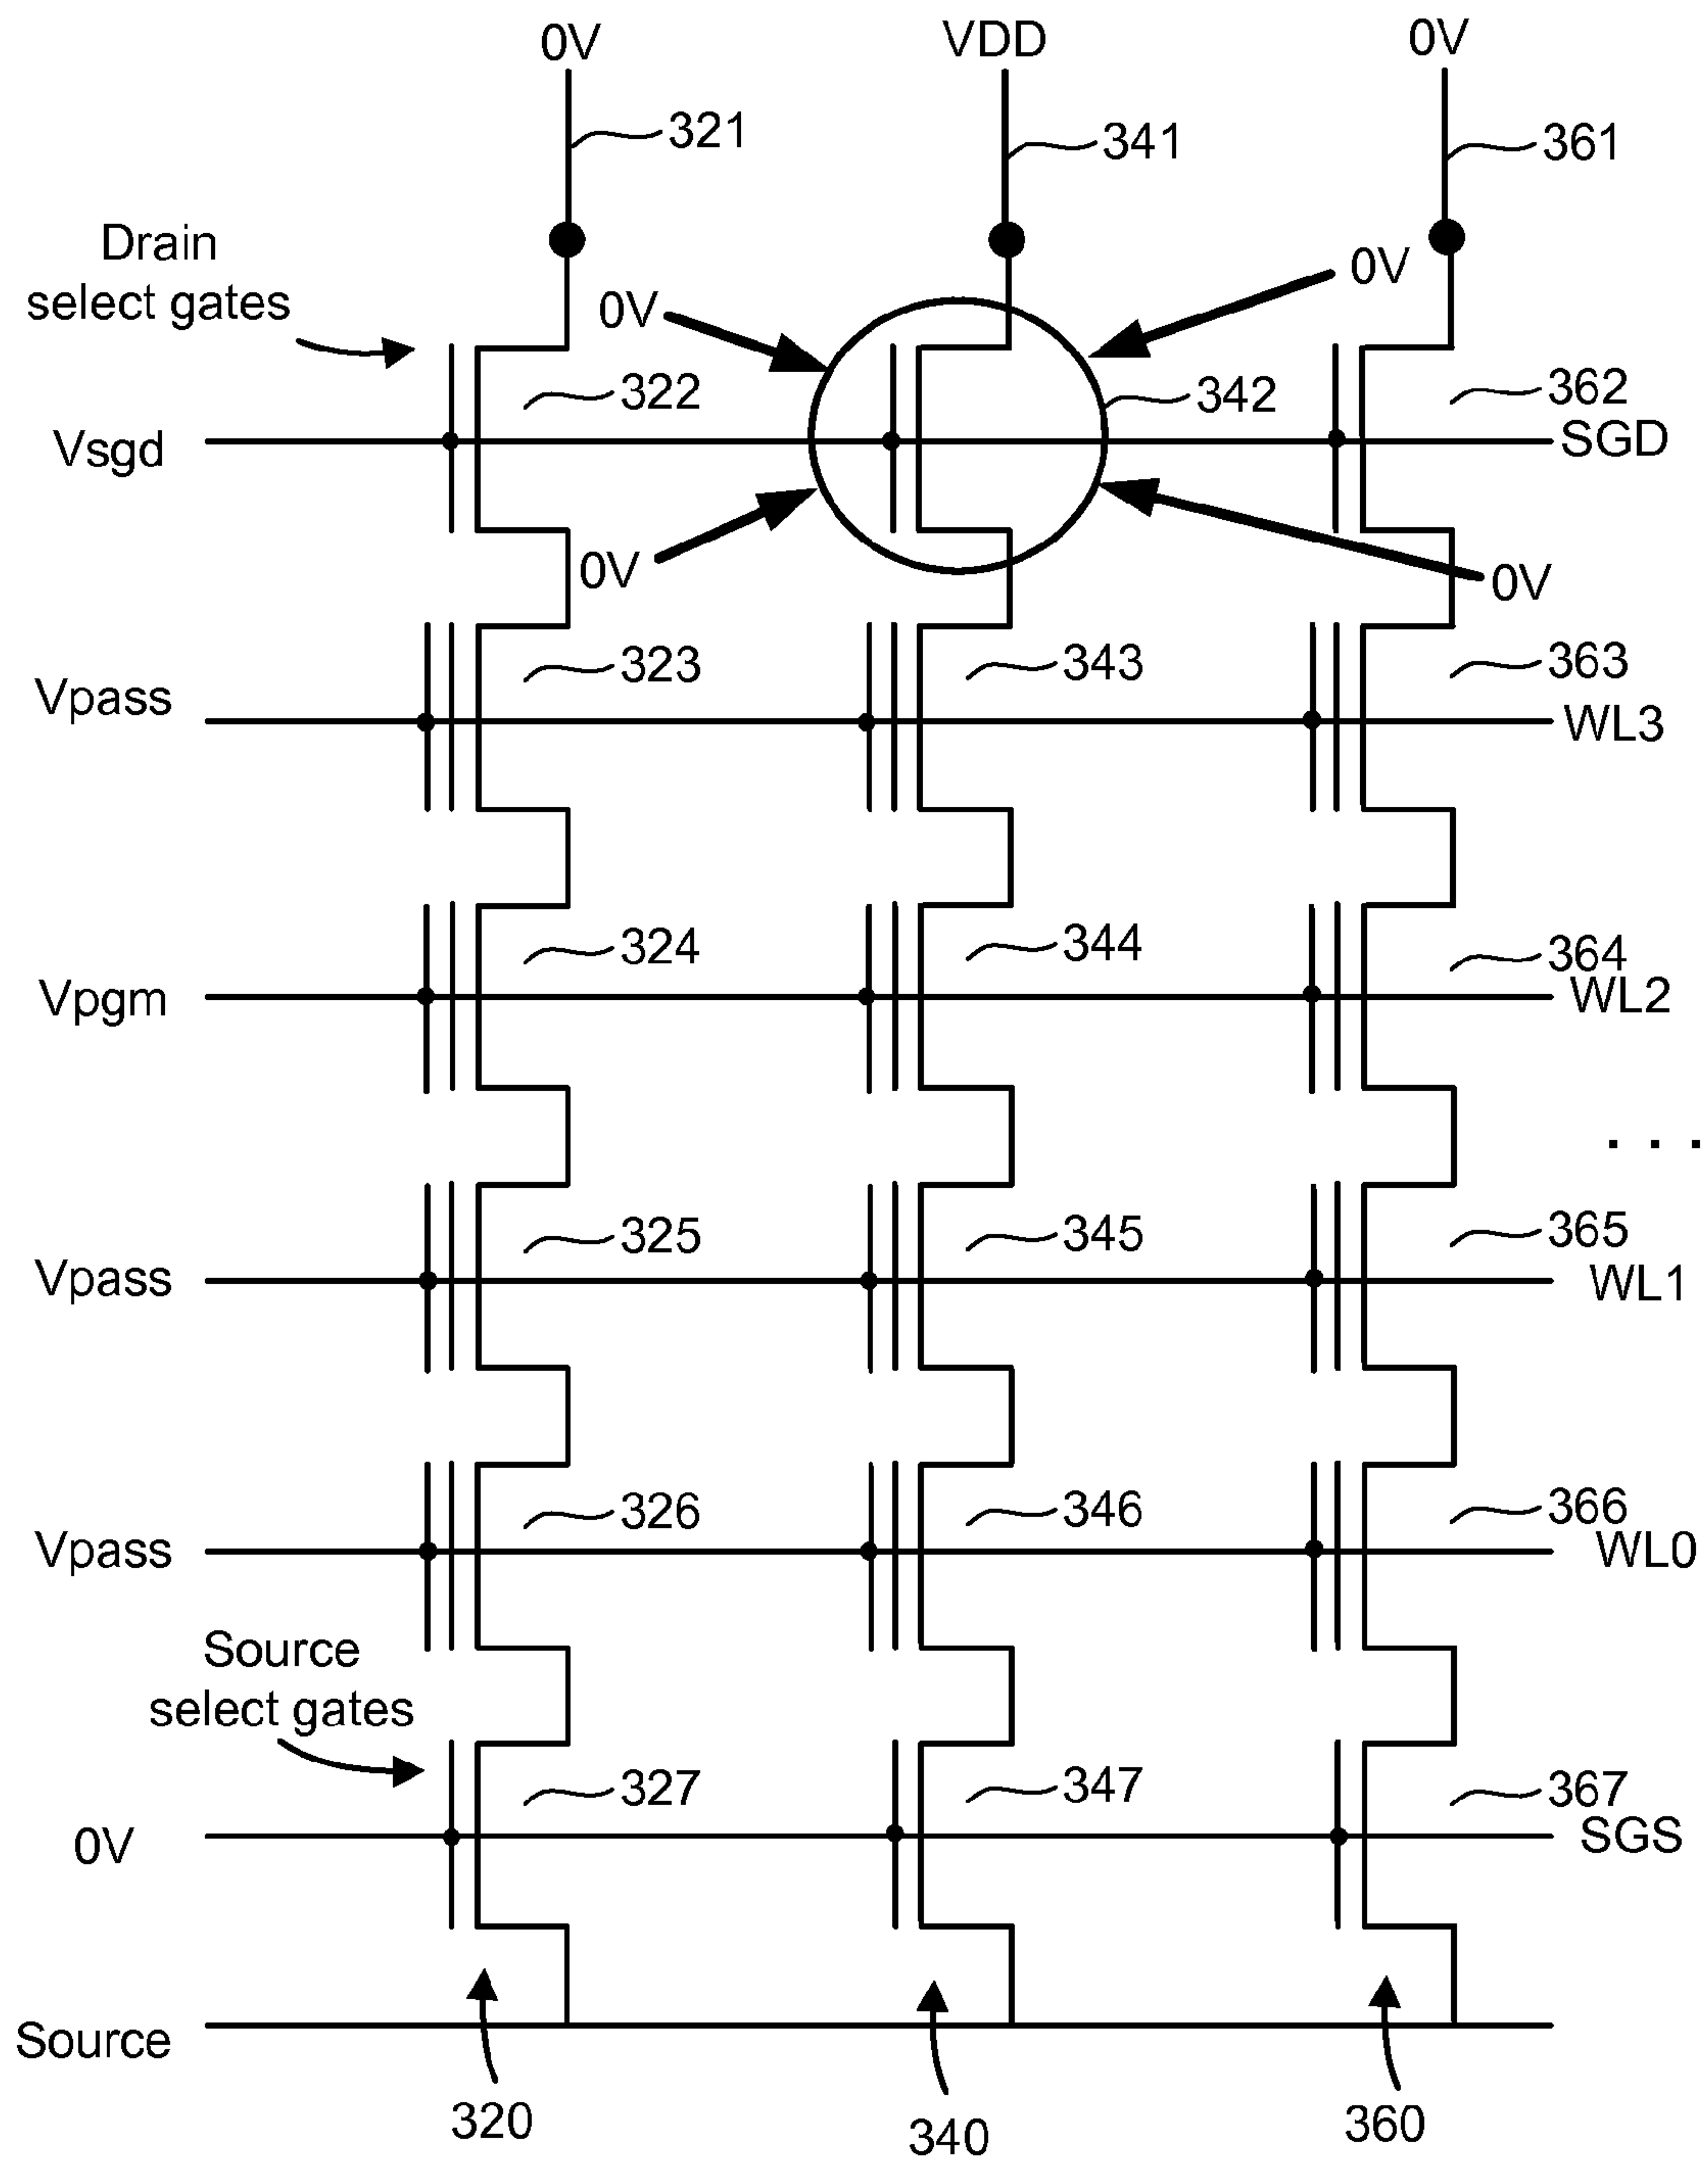 0V
VDD
0V
321
341
361
Drain
select gates
0V
0V
322
342
362
Vsgd
SGD
0V
0V
323
343
363
Vpass
WL3
324
344
364
Vpgm
WL2
. . .
325
345
365
Vpass
WL1
326
346
366
Vpass
WL0
Source
select gates
327
347
367
0V
SGS
Source
320
340
360